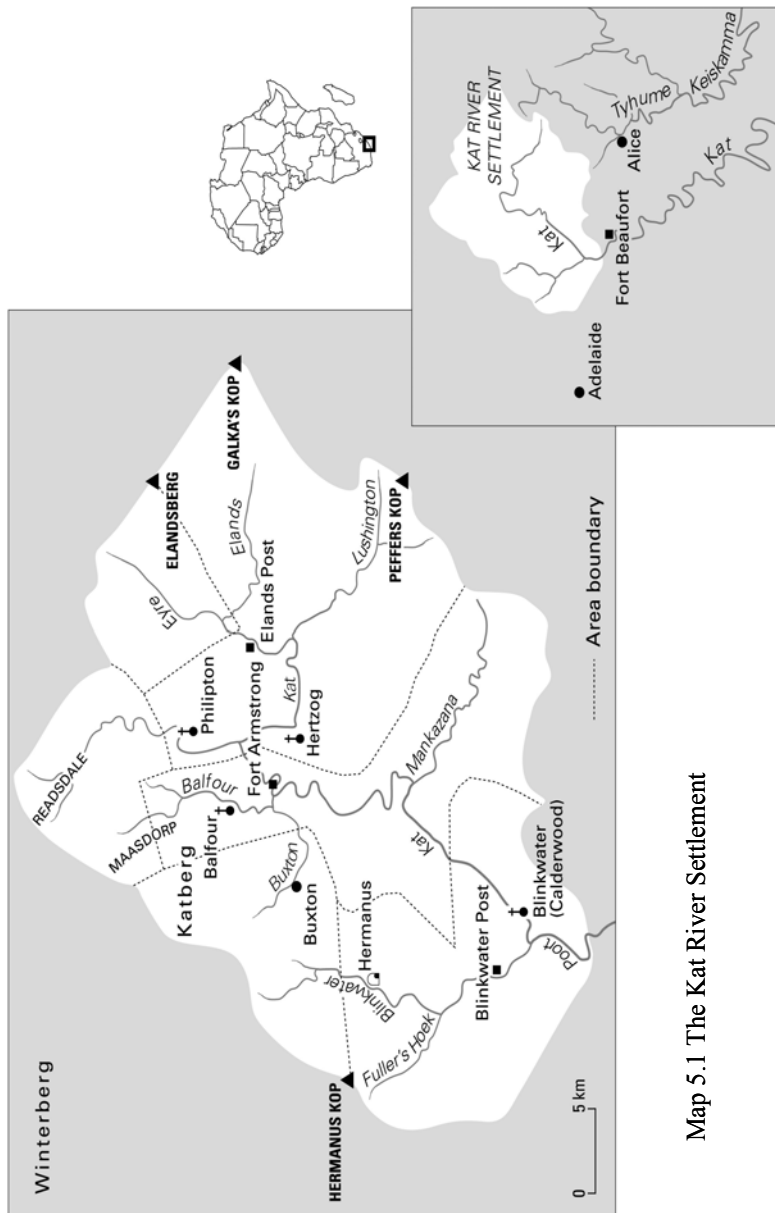 Winterberg
READSDALE
MAASDORP
Katberg
Balfour
Balfour
Philipton
Eyre
ELANDSBERG
Elands
GALKA'S KOP
Elands Post
Fort Armstrong
Buxton
Buxton
Kat
Hertzog
Lushington
PEFFERS KOP
HERMANUS KOP
Blinkwater
Hermanus
Fuller's Hoek
Kat
Mankazana
Blinkwater Post
Blinkwater
(Calderwood)
Poort
0 5 km
Area boundary
KAT RIVER
SETTLEMENT
Kat
Tyhume
Keiskamma
Alice
Fort Beaufort
Kat
Adelaide
Map 5.1 The Kat River Settlement